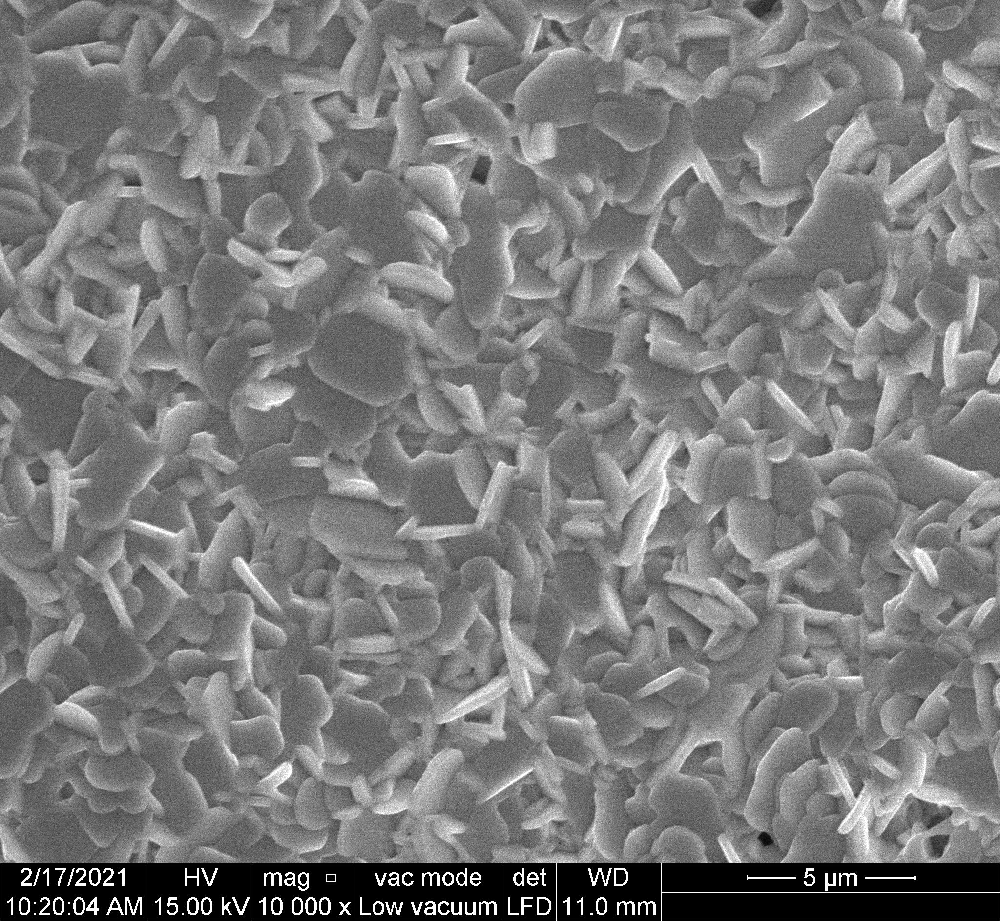 2/17/2021 HV mag □ vac mode det WD 5 µm
10:20:04 AM 15.00 kV 10 000 x Low vacuum LFD 11.0 mm